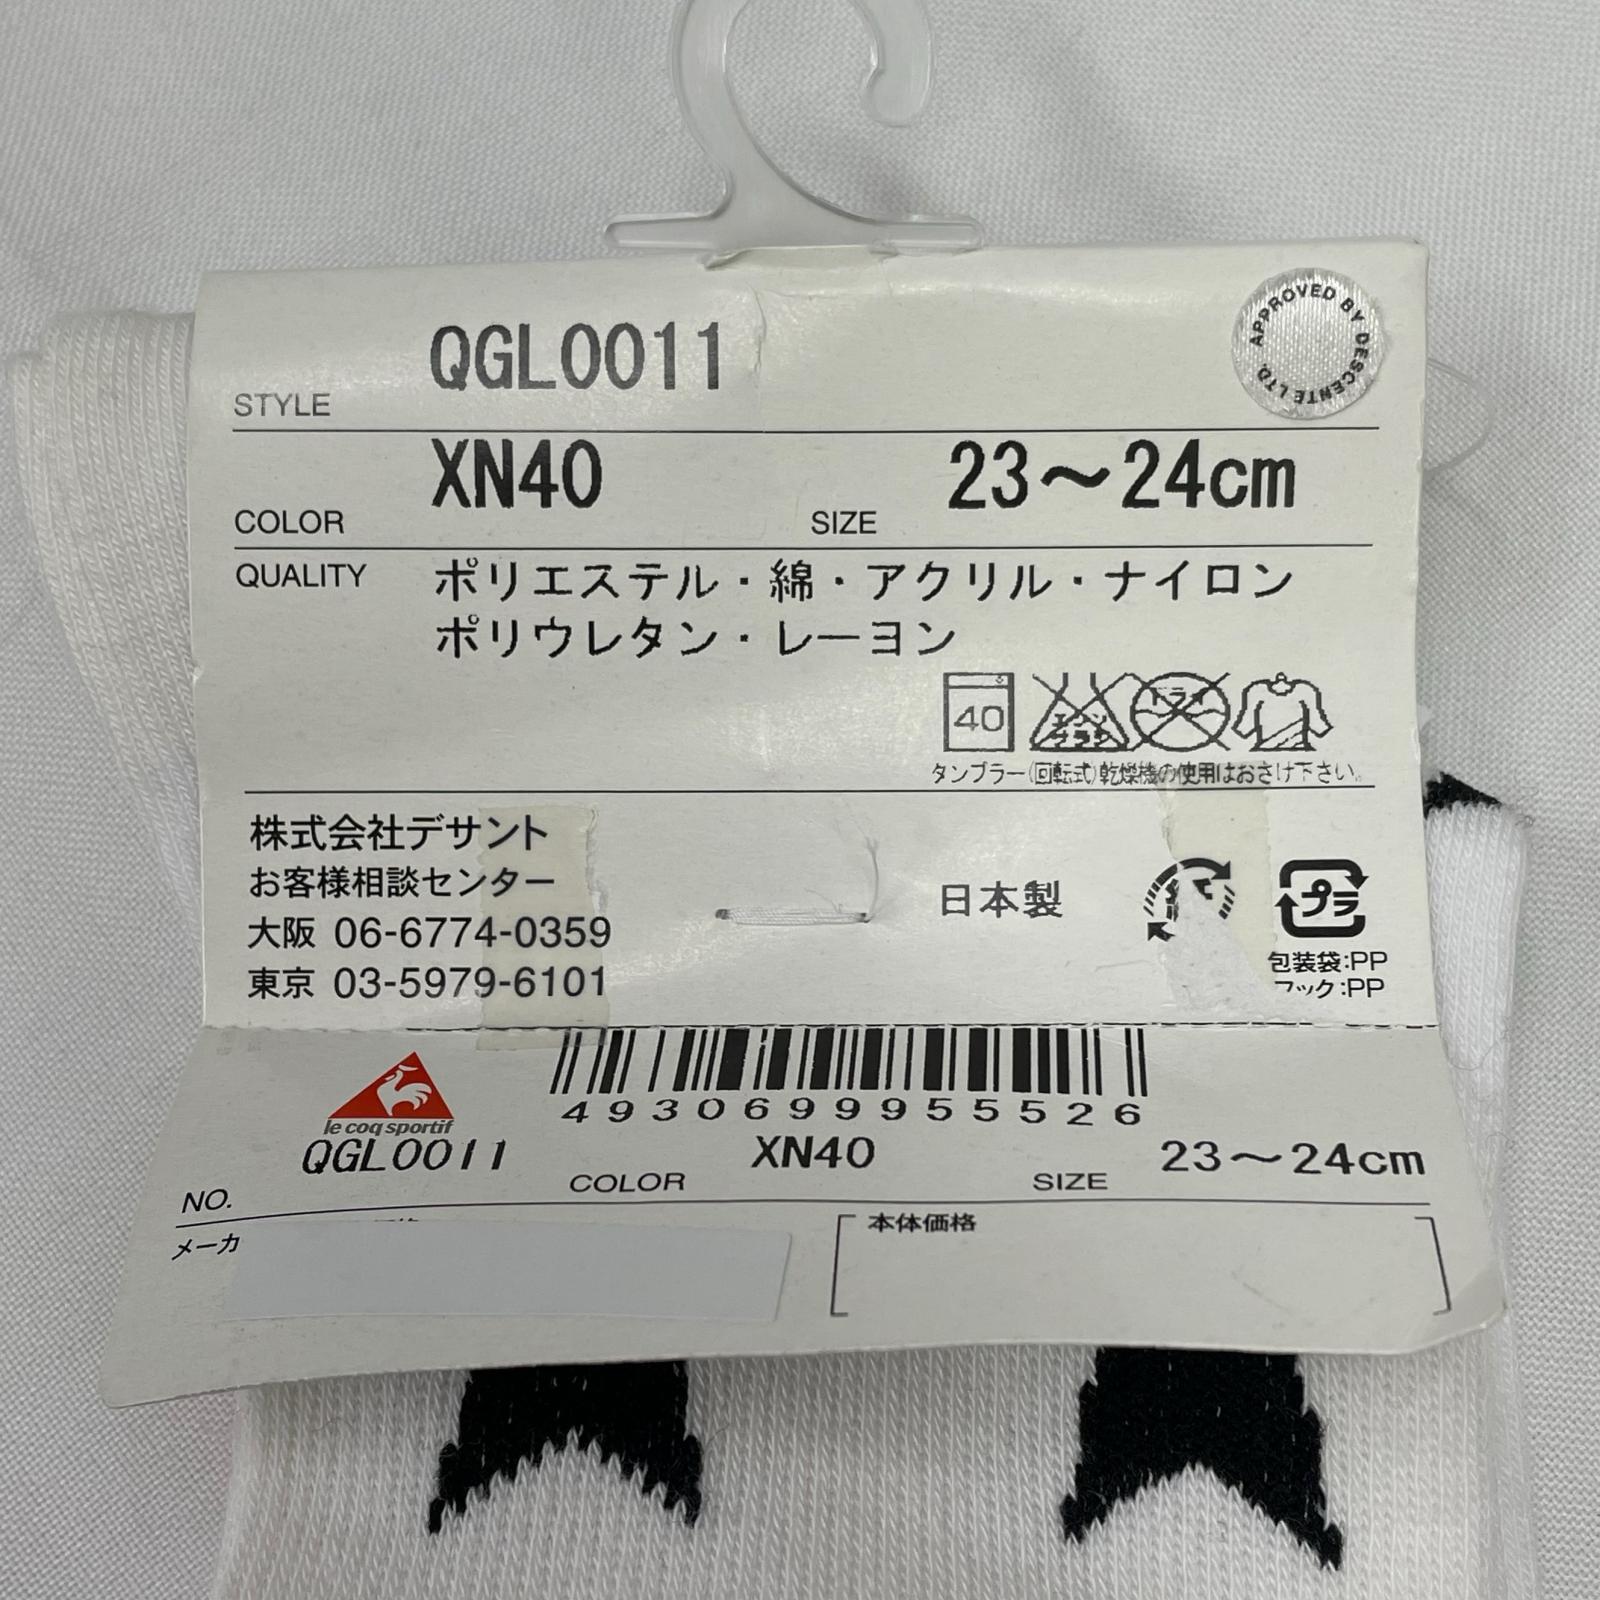 APPROVED BY DESCENTE LTD.
STYLE QGL0011
COLOR XN40 SIZE 23～24cm
QUALITY ポリエステル・綿・アクリル・ナイロン
ポリウレタン・レーヨン
40 エンソサラシ ドライ
タンブラー(回転式)乾燥機の使用はおさけ下さい。
株式会社デサント
お客様相談センター
大阪 06-6774-0359
東京 03-5979-6101
日本製
プラ
包装袋:PP
フック:PP
le coq sportif
4930699955526
NO. QGL0011 COLOR XN40 SIZE 23～24cm
メーカ
本体価格